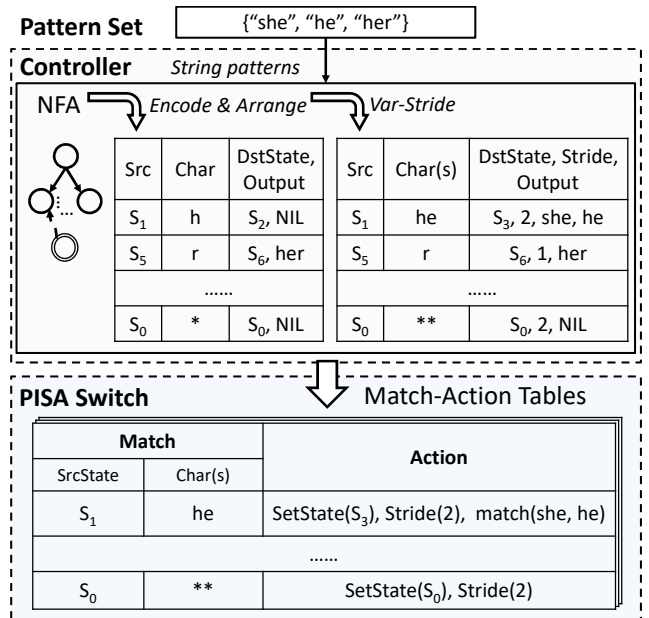 Pattern Set {“she”, “he”, “her”}
Controller String patterns
NFA Encode & Arrange Var-Stride
Src Char DstState, Output
S1 h S2, NIL
S5 r S6, her
......
S0 * S0, NIL
Src Char(s) DstState, Stride, Output
S1 he S3, 2, she, he
S5 r S6, 1, her
......
S0 ** S0, 2, NIL
PISA Switch Match-Action Tables
Match Action
SrcState Char(s)
S1 he SetState(S3), Stride(2), match(she, he)
......
S0 ** SetState(S0), Stride(2)